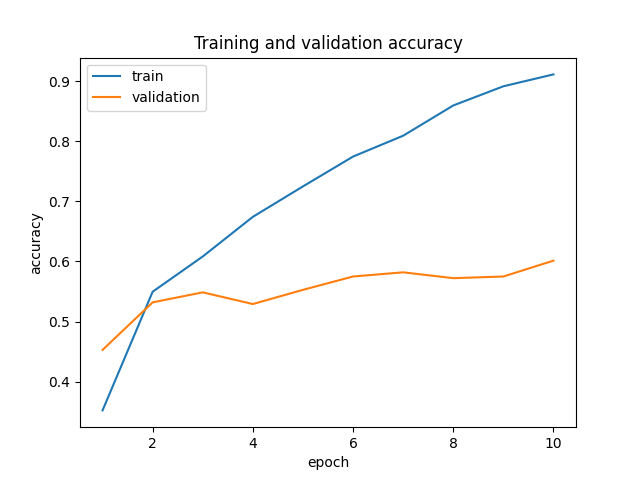 Training and validation accuracy
train
validation
0.9
0.8
0.7
0.6
0.5
0.4
accuracy
2 4 6 8 10
epoch